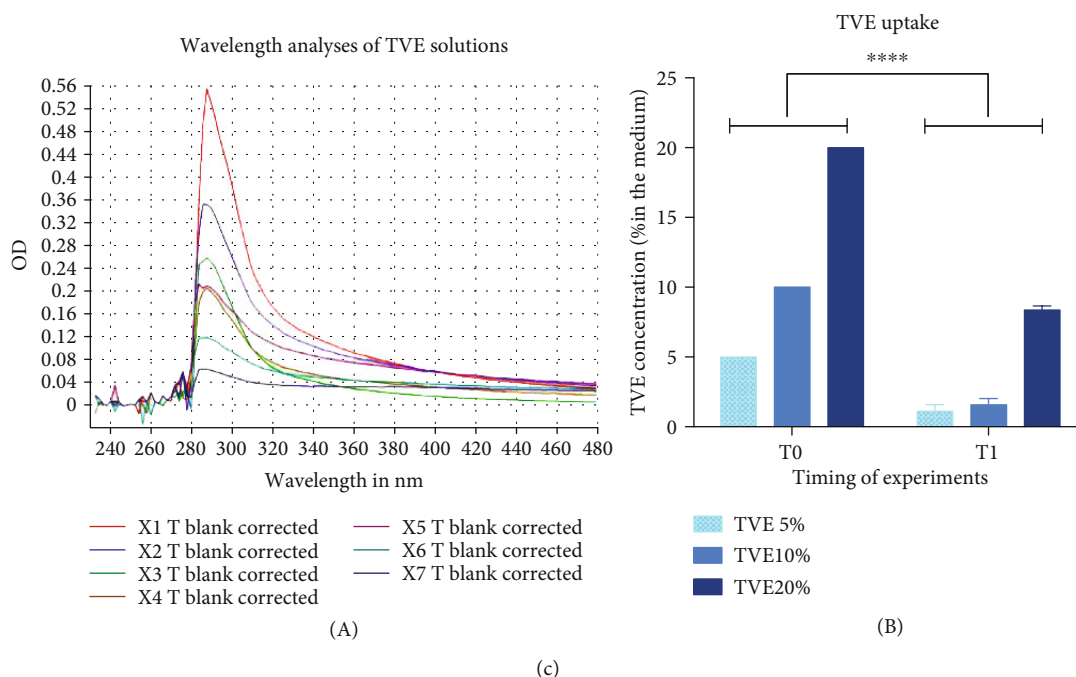 Wavelength analyses of TVE solutions
OD
0.56
0.52
0.48
0.44
0.4
0.36
0.32
0.28
0.24
0.2
0.16
0.12
0.08
0.04
0
240 260 280 300 320 340 360 380 400 420 440 460 480
Wavelength in nm
X1 T blank corrected
X2 T blank corrected
X3 T blank corrected
X4 T blank corrected
X5 T blank corrected
X6 T blank corrected
X7 T blank corrected
(A)
TVE uptake
****
TVE concentration (%in the medium)
25
20
15
10
5
0
T0 T1
Timing of experiments
TVE 5%
TVE10%
TVE20%
(B)
(c)